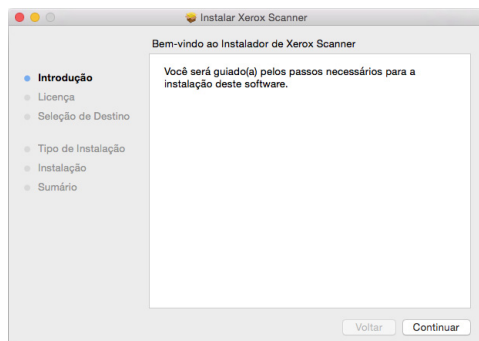 Instalar Xerox Scanner
Bem-vindo ao Instalador de Xerox Scanner
Introdução
Licença
Seleção de Destino
Tipo de Instalação
Instalação
Sumário
Você será guiado(a) pelos passos necessários para a
instalação deste software.
Voltar
Continuar